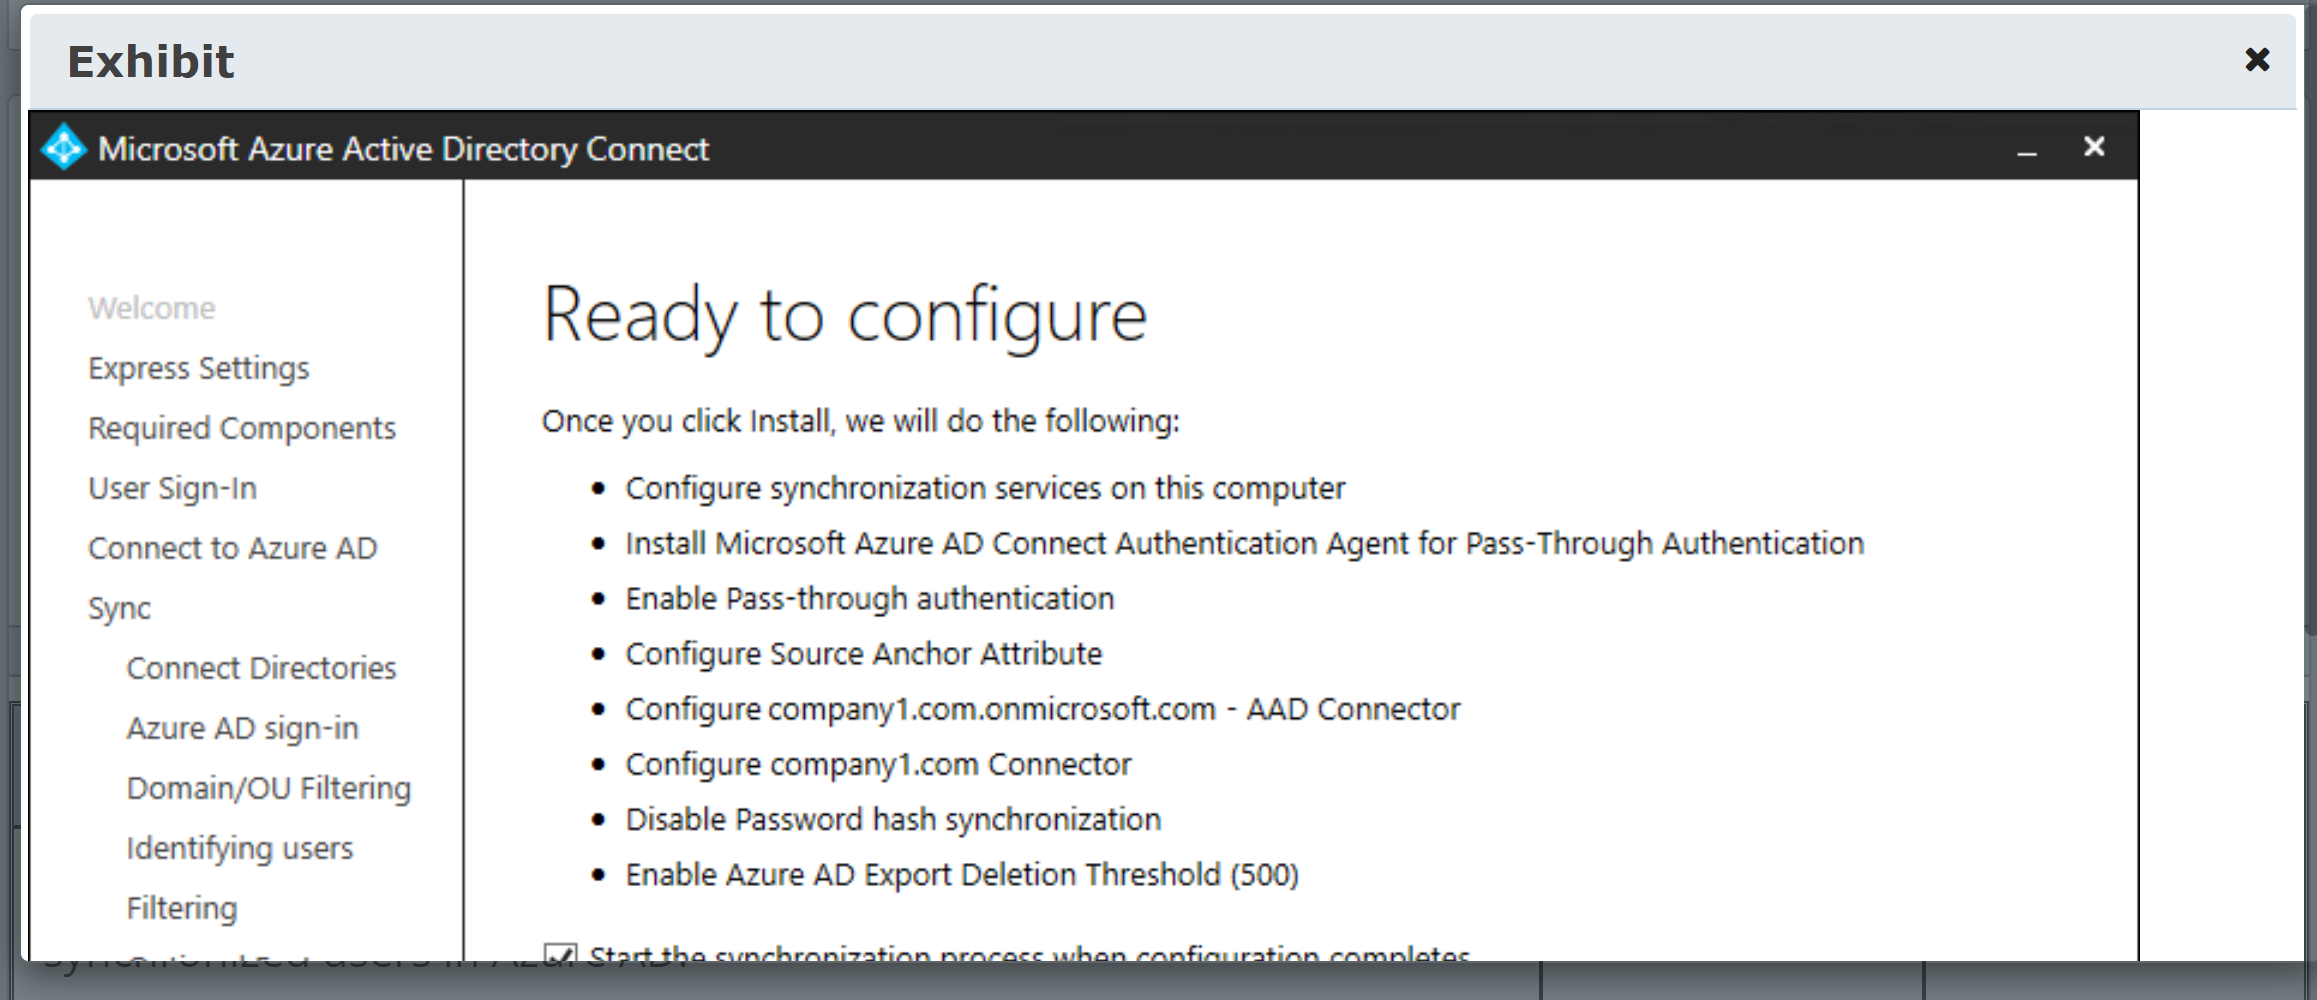 Exhibit
Microsoft Azure Active Directory Connect
Welcome
Express Settings
Required Components
User Sign-In
Connect to Azure AD
Sync
Connect Directories
Azure AD sign-in
Domain/OU Filtering
Identifying users
Filtering
Ready to configure
Once you click Install, we will do the following:
• Configure synchronization services on this computer
• Install Microsoft Azure AD Connect Authentication Agent for Pass-Through Authentication
• Enable Pass-through authentication
• Configure Source Anchor Attribute
• Configure company1.com.onmicrosoft.com - AAD Connector
• Configure company1.com Connector
• Disable Password hash synchronization
• Enable Azure AD Export Deletion Threshold (500)
Start the synchronization process when configuration completes